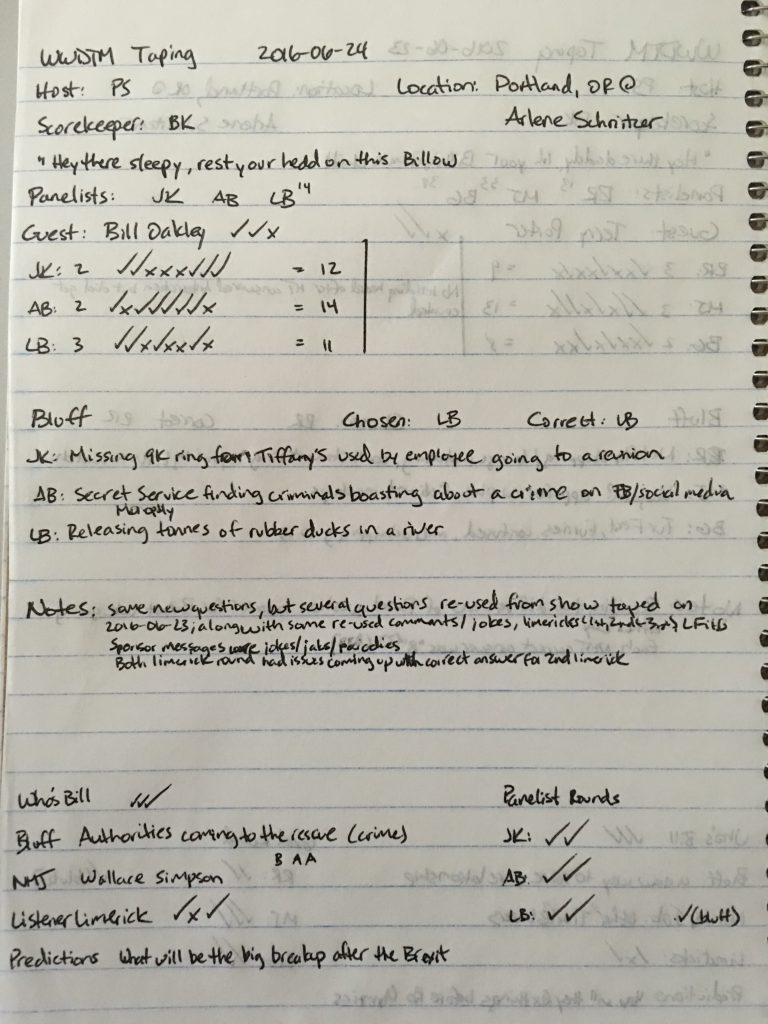 WWDTM Taping 2016-06-24
Host: PS Location: Portland, OR @
Scorekeeper: BK Arlene Schnitzer
"Hey there sleepy, rest your hedd on this Billow
Panelists: JK AB LB '14
Guest: Bill Oakley ✓✓x
JK: 2 ✓✓xxx✓✓✓ = 12
AB: 2 ✓x✓✓✓✓✓x = 14
LB: 3 ✓✓x✓xx✓x = 11
Bluff Chosen: LB Correct: LB
JK: Missing 9K ring from Tiffany's used by employee going to a reunion
AB: Secret Service finding criminals boasting about a crime on FB/social media
LB: Releasing tonnes of rubber ducks in a river
Notes: some new questions, but several questions re-used from show taped on
2016-06-23, along with some re-used comments/jokes, limericks (1st, 2nd & 3rd) & LFitB
Sponsor messages were jokes/jabs/parodies
Both limerick round had issues coming up with correct answer for 2nd limerick
Who's Bill ✓✓✓ Panelist Rounds
Bluff Authorities coming to the rescue (crimes) JK: ✓✓
B A A
NMJ Wallace Simpson AB: ✓✓
Listener Limerick ✓x✓ LB: ✓✓ ✓(bluff)
Predictions What will be the big breakup after the Brexit